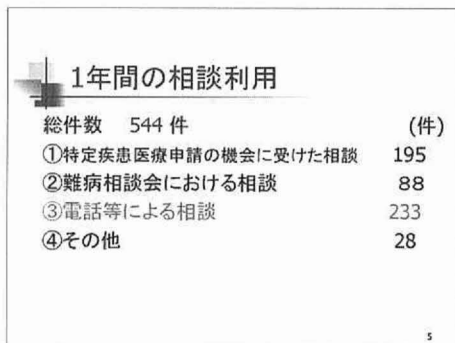 1年間の相談利用
総件数 544 件 (件)
①特定疾患医療申請の機会に受けた相談 195
②難病相談会における相談 88
③電話等による相談 233
④その他 28
5